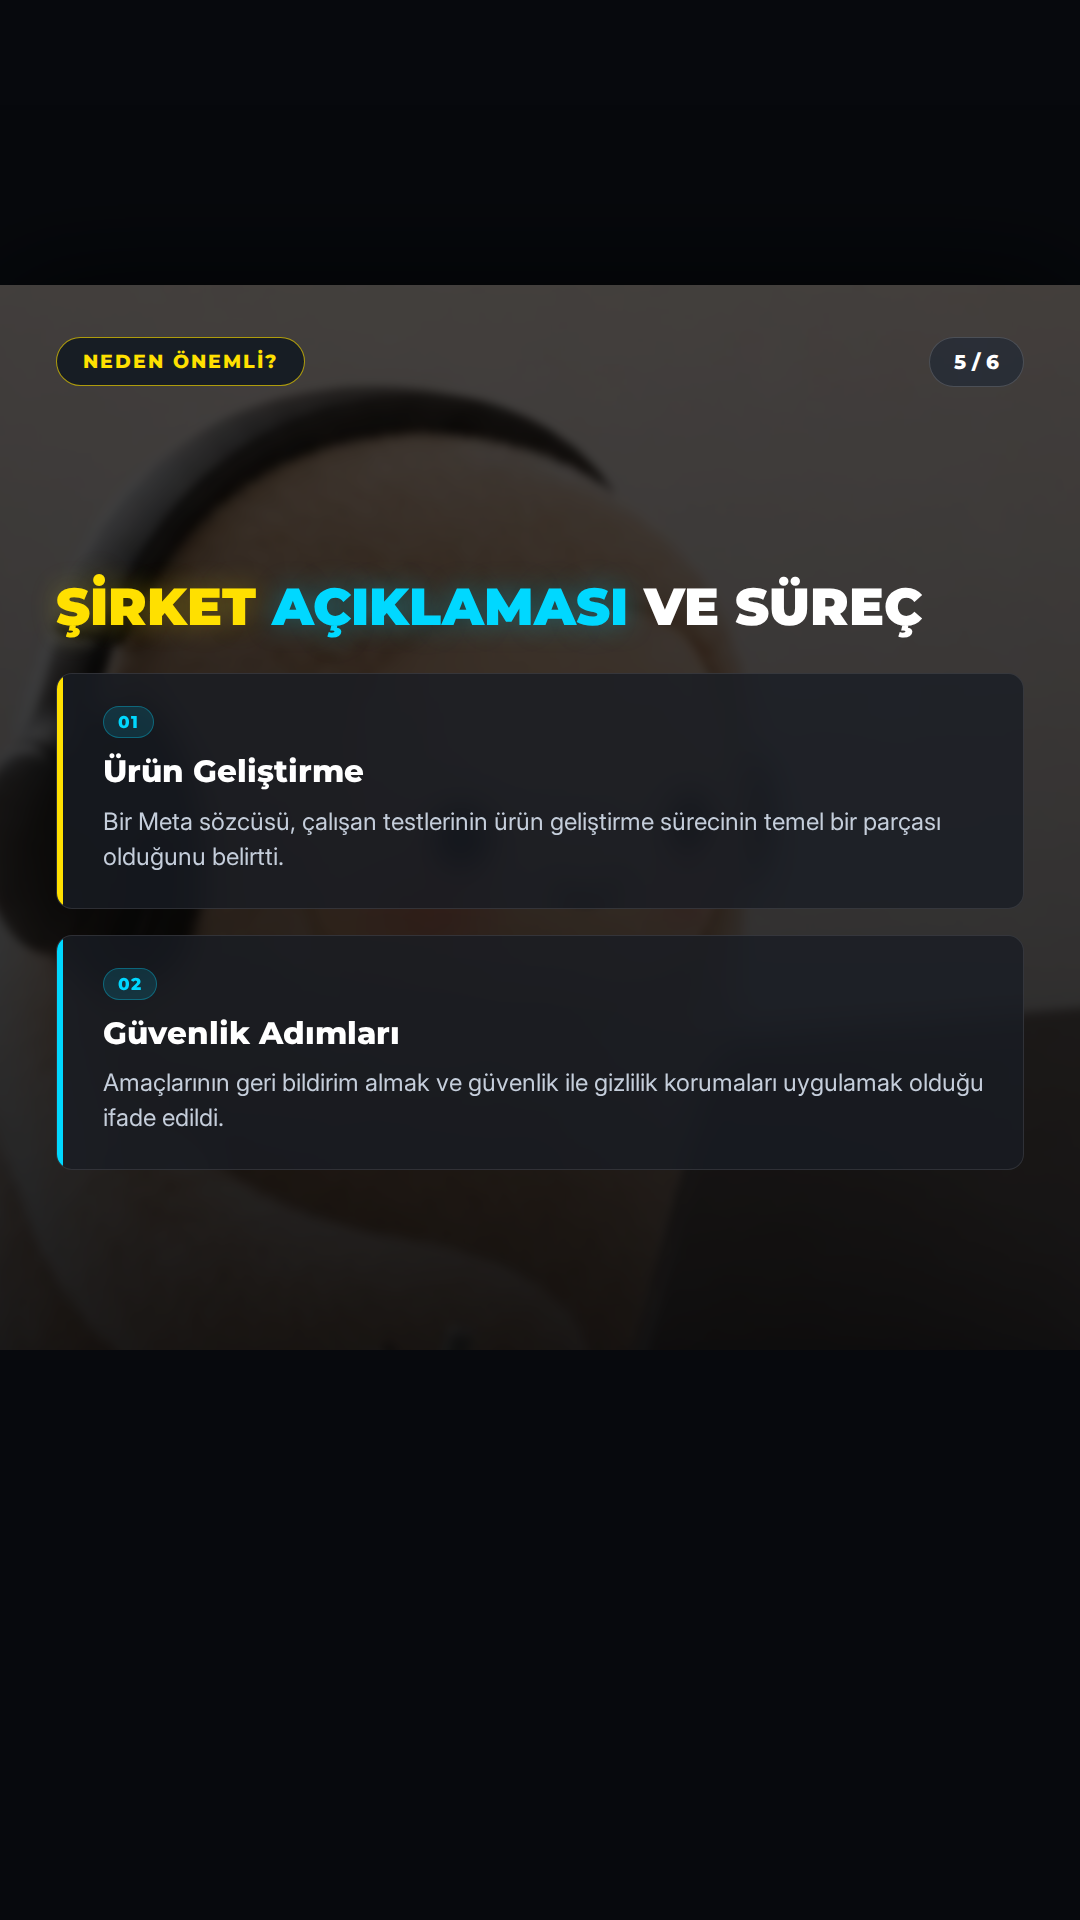 NEDEN ÖNEMLİ?
5 / 6
ŞİRKET AÇIKLAMASI VE SÜREÇ
01
Ürün Geliştirme
Bir Meta sözcüsü, çalışan testlerinin ürün geliştirme sürecinin temel bir parçası
olduğunu belirtti.
02
Güvenlik Adımları
Amaçlarının geri bildirim almak ve güvenlik ile gizlilik korumaları uygulamak olduğu
ifade edildi.